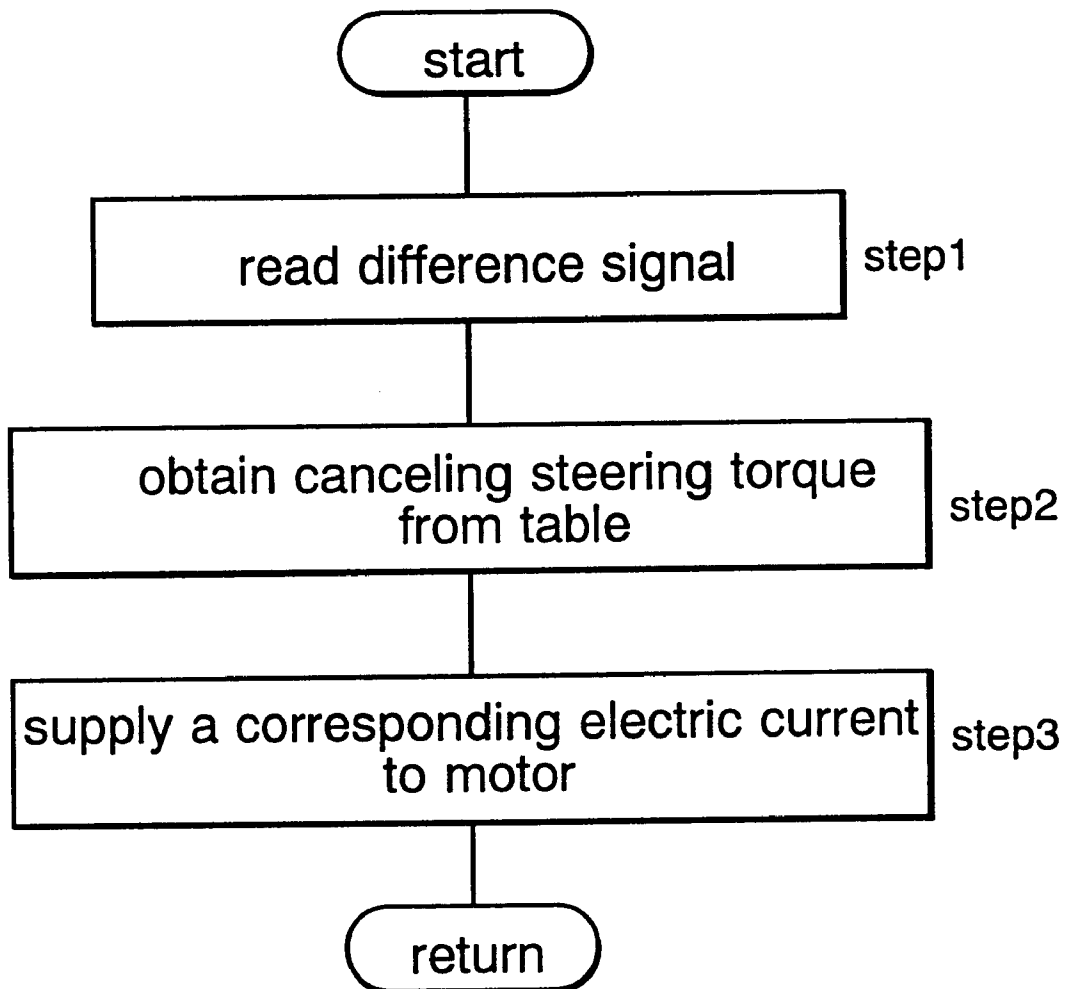 start
read difference signal
step1
obtain canceling steering torque
from table
step2
supply a corresponding electric current
to motor
step3
return